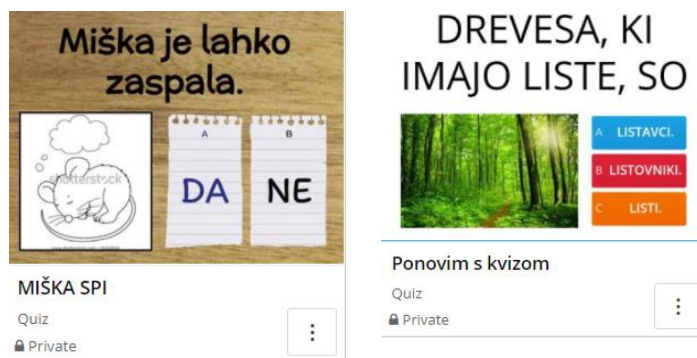 Miška je lahko
zaspala.
shutterstock
A
DA
B
NE
MIŠKA SPI
Quiz
Private
DREVESA, KI
IMAJO LISTE, SO
A LISTAVCI.
B LISTOVNIKI.
C LISTI.
Ponovim s kvizom
Quiz
Private